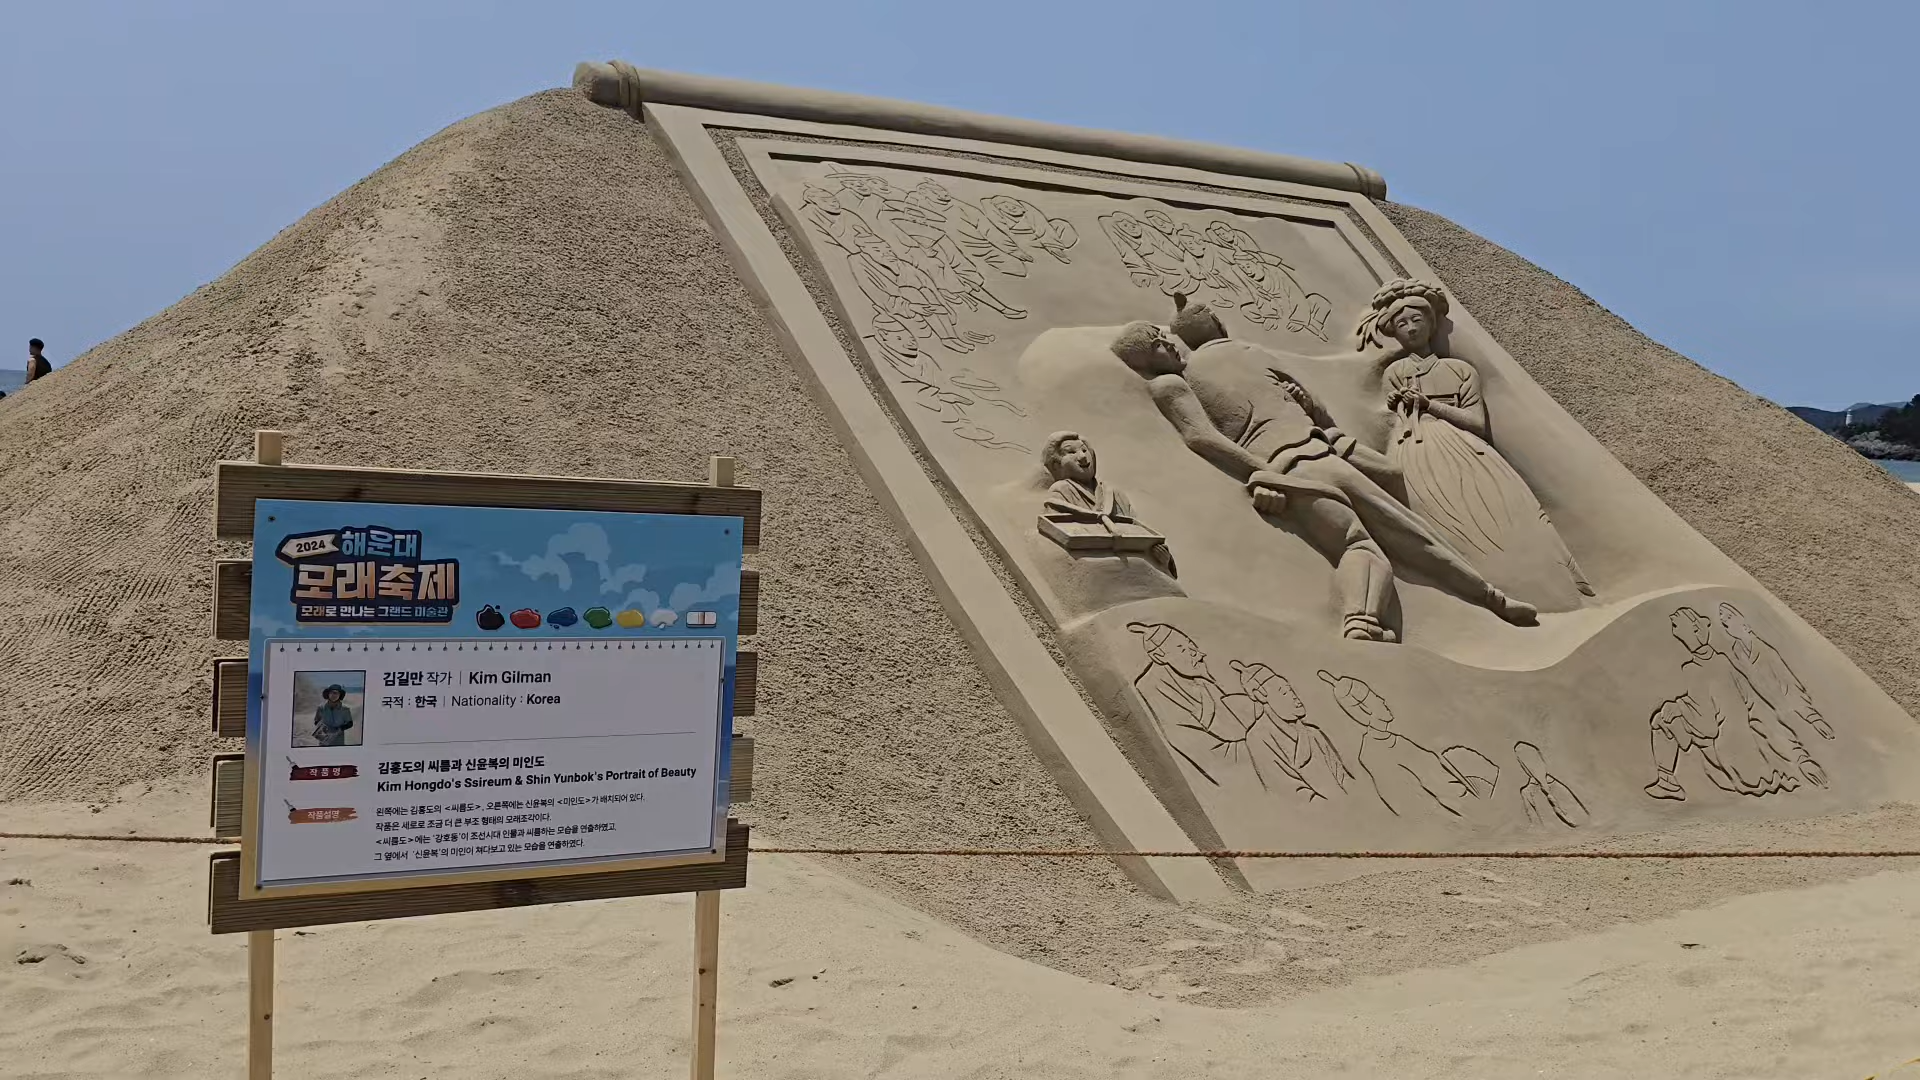 2024 해운대
모래축제
모래로 만나는 그랜드 미술관
김길만 작가 | Kim Gilman
국적 : 한국 | Nationality : Korea
작 품 명
김홍도의 씨름과 신윤복의 미인도
Kim Hongdo's Ssireum & Shin Yunbok's Portrait of Beauty
작품설명
왼쪽에는 김홍도의 <씨름도>, 오른쪽에는 신윤복의 <미인도>가 배치되어 있다.
작품은 세로로 조금 더 큰 부조 형태의 모래조각이다.
<씨름도>에는 '강호동'이 조선시대 인물과 씨름하는 모습을 연출하였고,
그 옆에서 '신윤복'의 미인이 쳐다보고 있는 모습을 연출하였다.